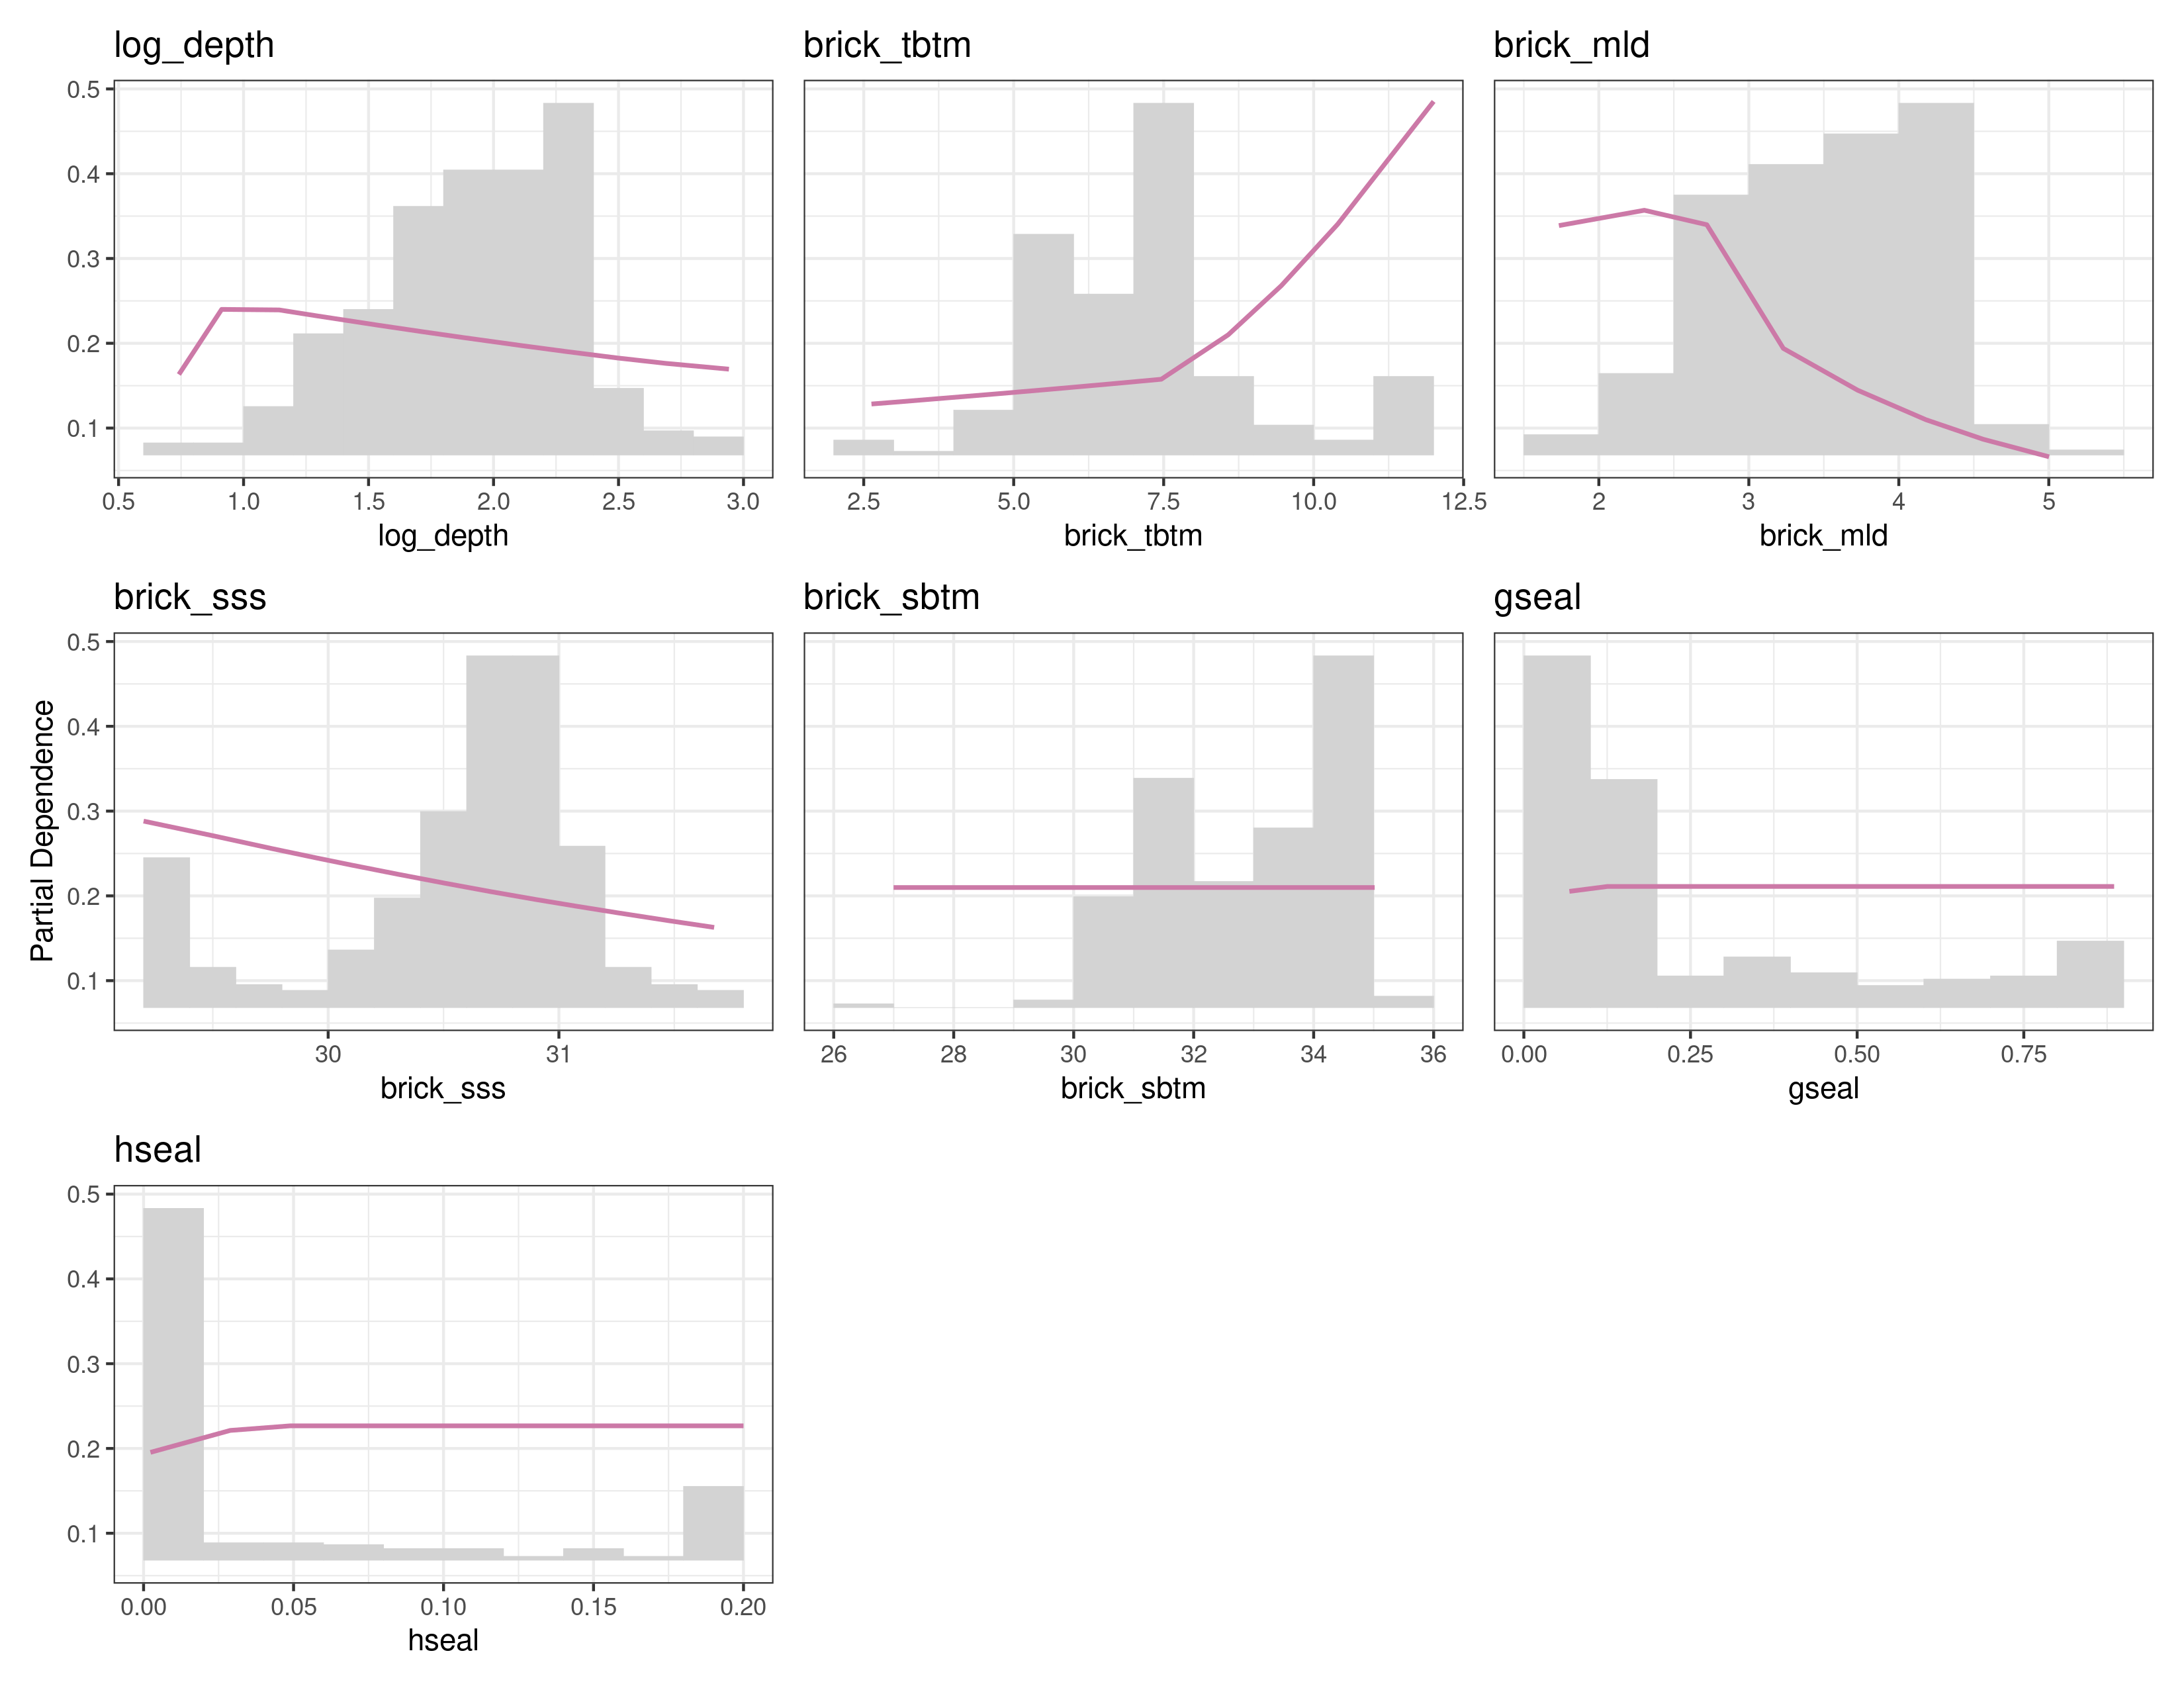 log_depth
brick_tbtm
brick_mld
0.5
0.4
0.3
0.2
0.1
0.5 1.0 1.5 2.0 2.5 3.0
2.5 5.0 7.5 10.0 12.5
2 3 4 5
log_depth
brick_tbtm
brick_mld
brick_sss
brick_sbtm
gseal
Partial Dependence
0.5
0.4
0.3
0.2
0.1
30 31
26 28 30 32 34 36
0.00 0.25 0.50 0.75
brick_sss
brick_sbtm
gseal
hseal
0.5
0.4
0.3
0.2
0.1
0.00 0.05 0.10 0.15 0.20
hseal